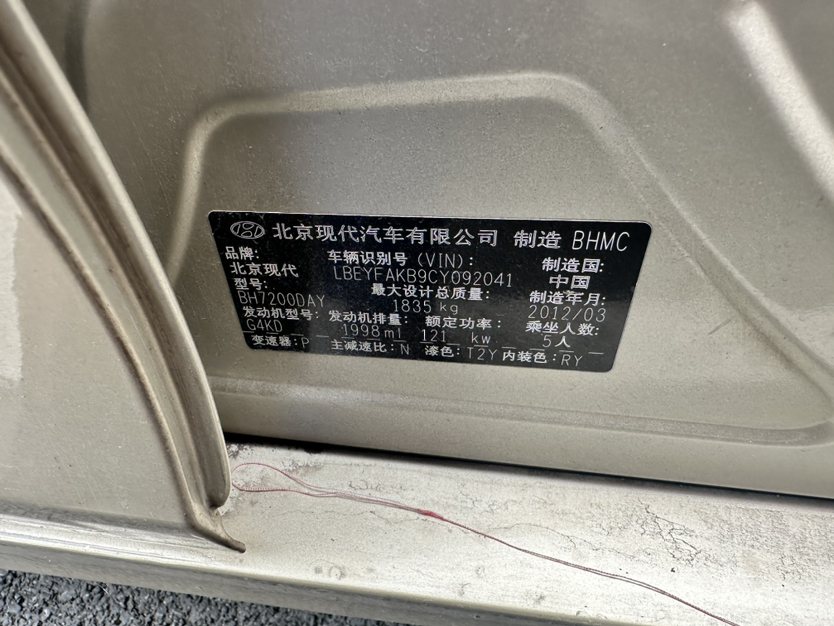 北京现代汽车有限公司 制造 BHMC
品牌: 车辆识别号(VIN): 制造国:
北京现代 LBEYFAKB9CY092041 中国
型号: 最大设计总质量: 制造年月:
BH7200DAY 1835 kg 2012/03
发动机型号: 发动机排量: 额定功率: 乘坐人数:
G4KD 1998 ml 121 kw 5人
变速器:P 主减速比:N 漆色:T2Y 内装色:RY